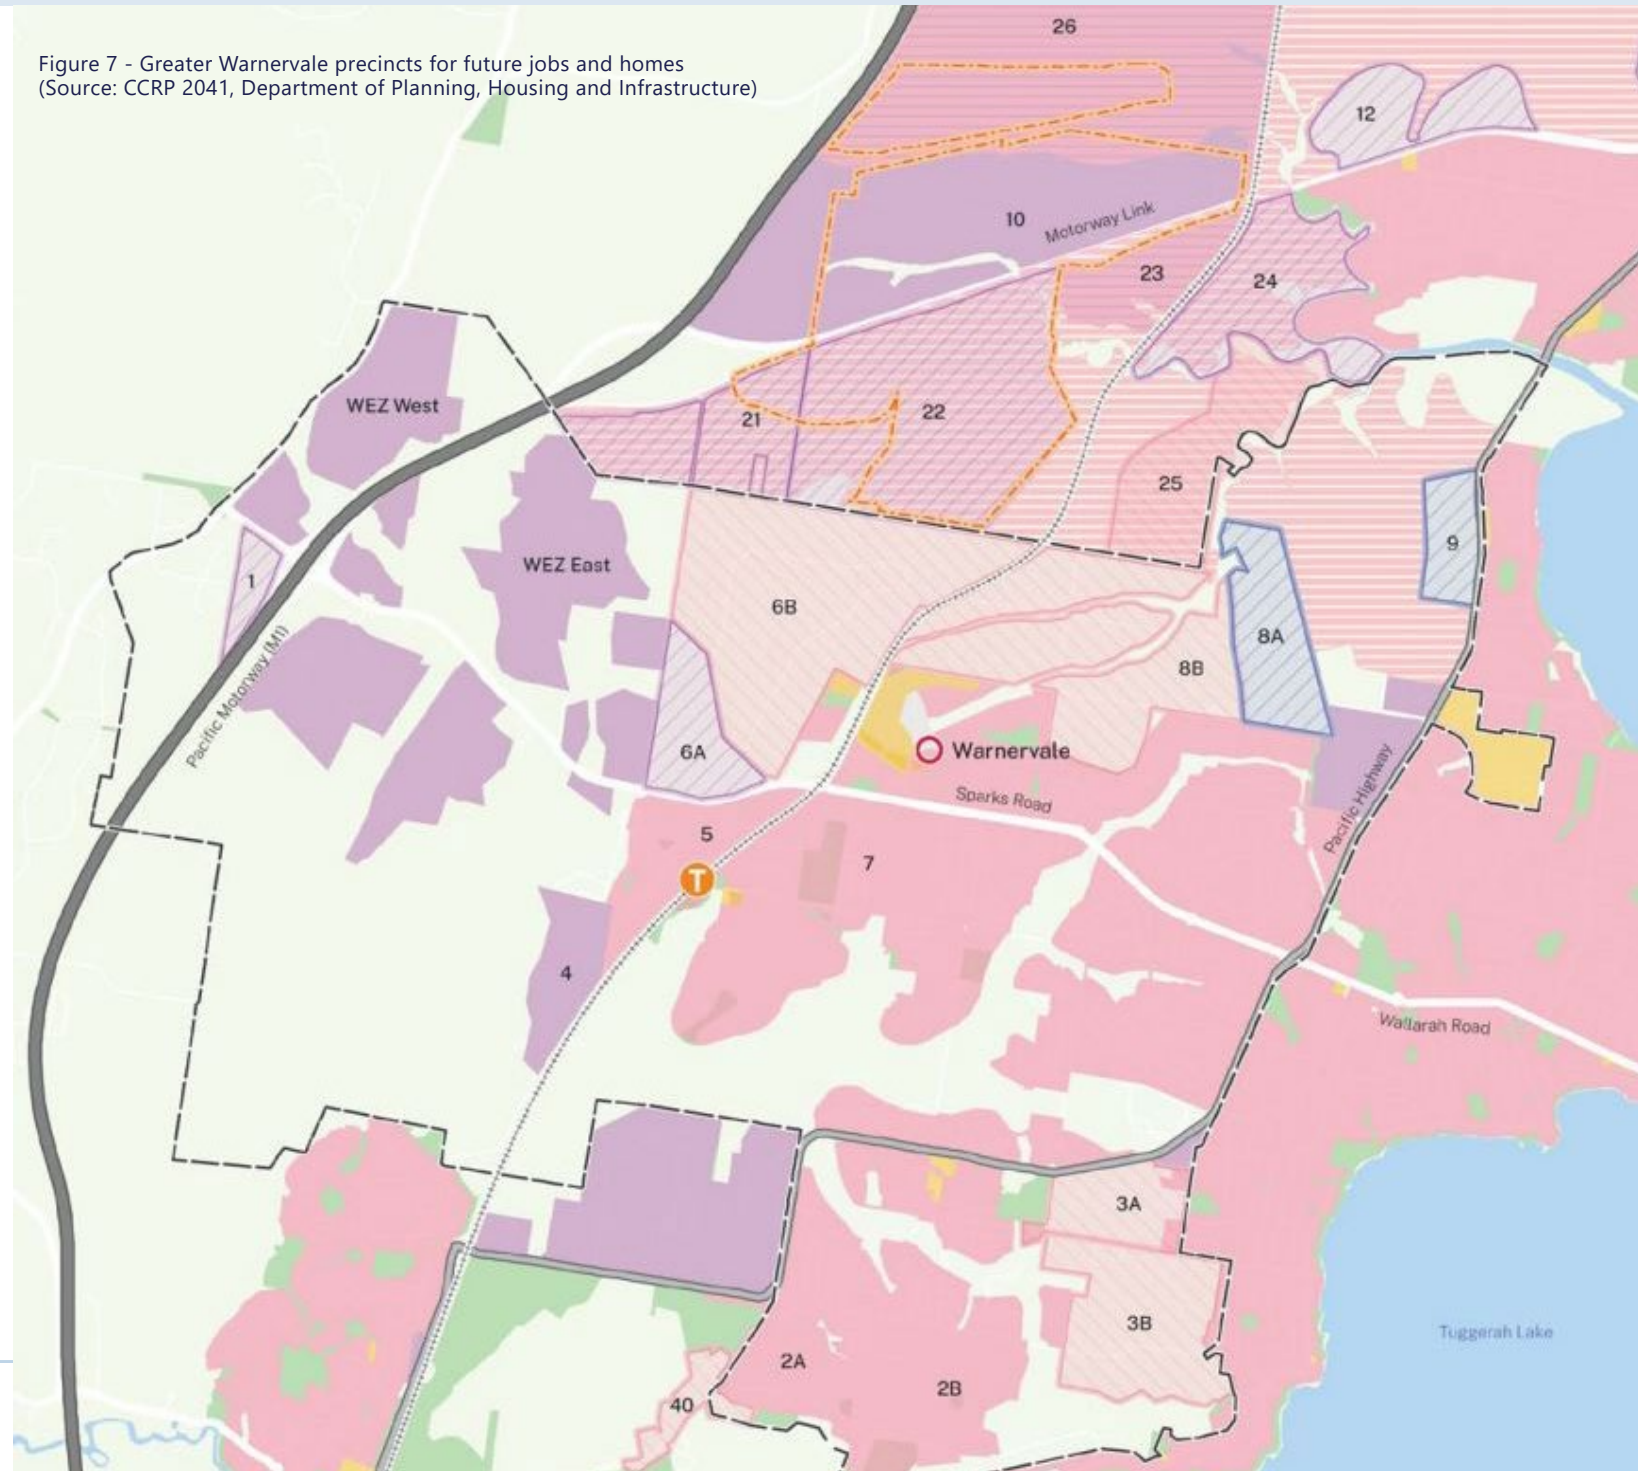 26
Figure 7 - Greater Warnervale precincts for future jobs and homes
(Source: CCRP 2041, Department of Planning, Housing and Infrastructure)
12
10
Motorway Link
23
24
WEZ West
21
22
25
9
WEZ East
1
6B
8A
8B
Pacific Motorway (M1)
6A
Warnervale
Sparks Road
Pacific Highway
5
7
T
4
Wallarah Road
3A
3B
Tuggerah Lake
2A
2B
40